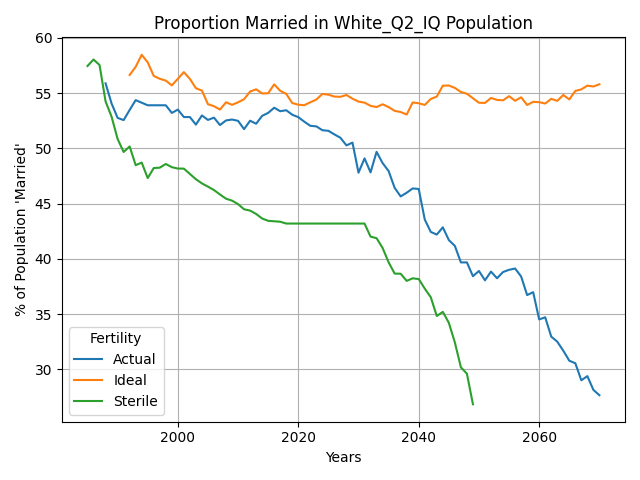 Proportion Married in White_Q2_IQ Population
% of Population 'Married'
60
55
50
45
40
35
30
Fertility
Actual
Ideal
Sterile
2000 2020 2040 2060
Years